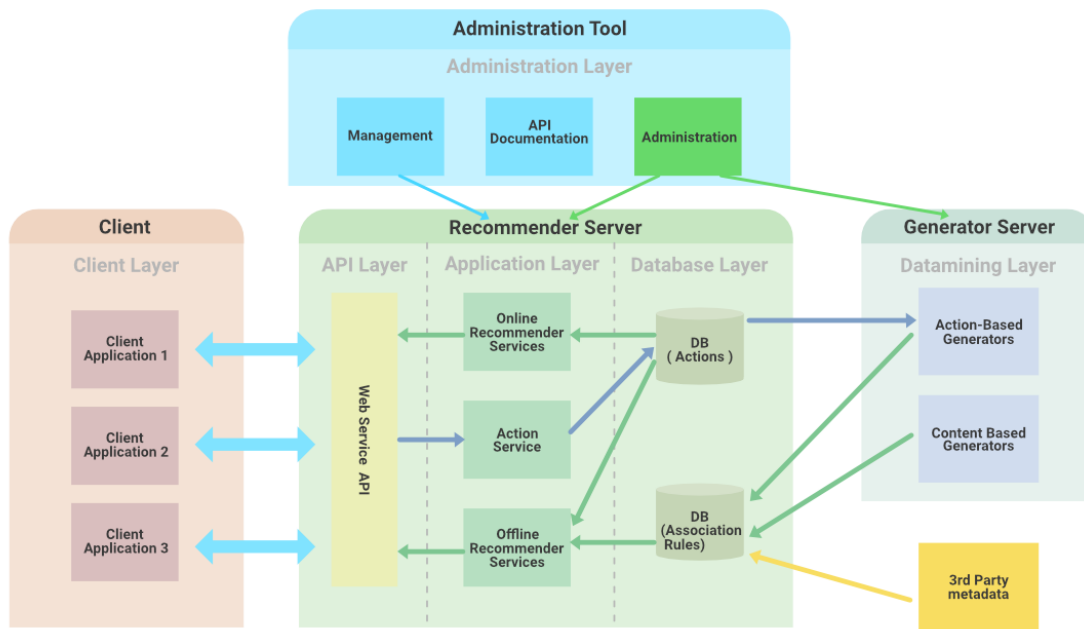 Administration Tool
Administration Layer
Management
API
Documentation
Administration
Client
Client Layer
Client
Application 1
Client
Application 2
Client
Application 3
Recommender Server
API Layer
Application Layer
Database Layer
Web Service API
Online
Recommender
Services
Action
Service
Offline
Recommender
Services
DB
( Actions )
DB
(Association
Rules)
Generator Server
Datamining Layer
Action-Based
Generators
Content Based
Generators
3rd Party
metadata